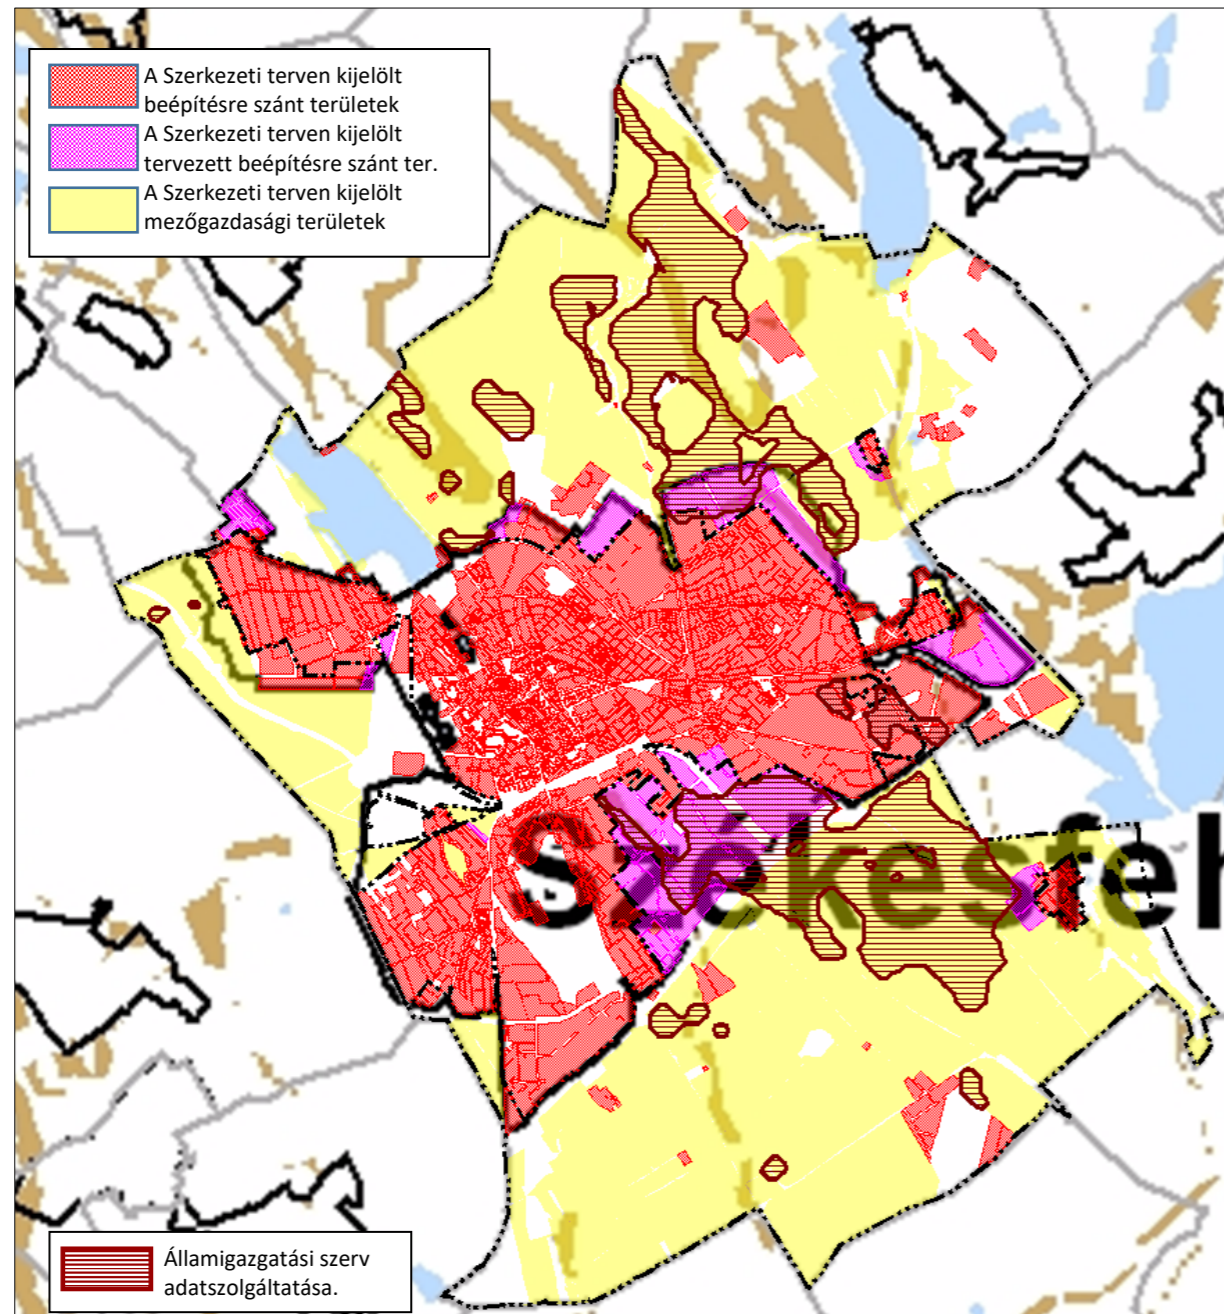 A Szerkezeti terven kijelölt
beépítésre szánt területek
A Szerkezeti terven kijelölt
tervezett beépítésre szánt ter.
A Szerkezeti terven kijelölt
mezőgazdasági területek
Székesfeh
Államigazgatási szerv
adatszolgáltatása.